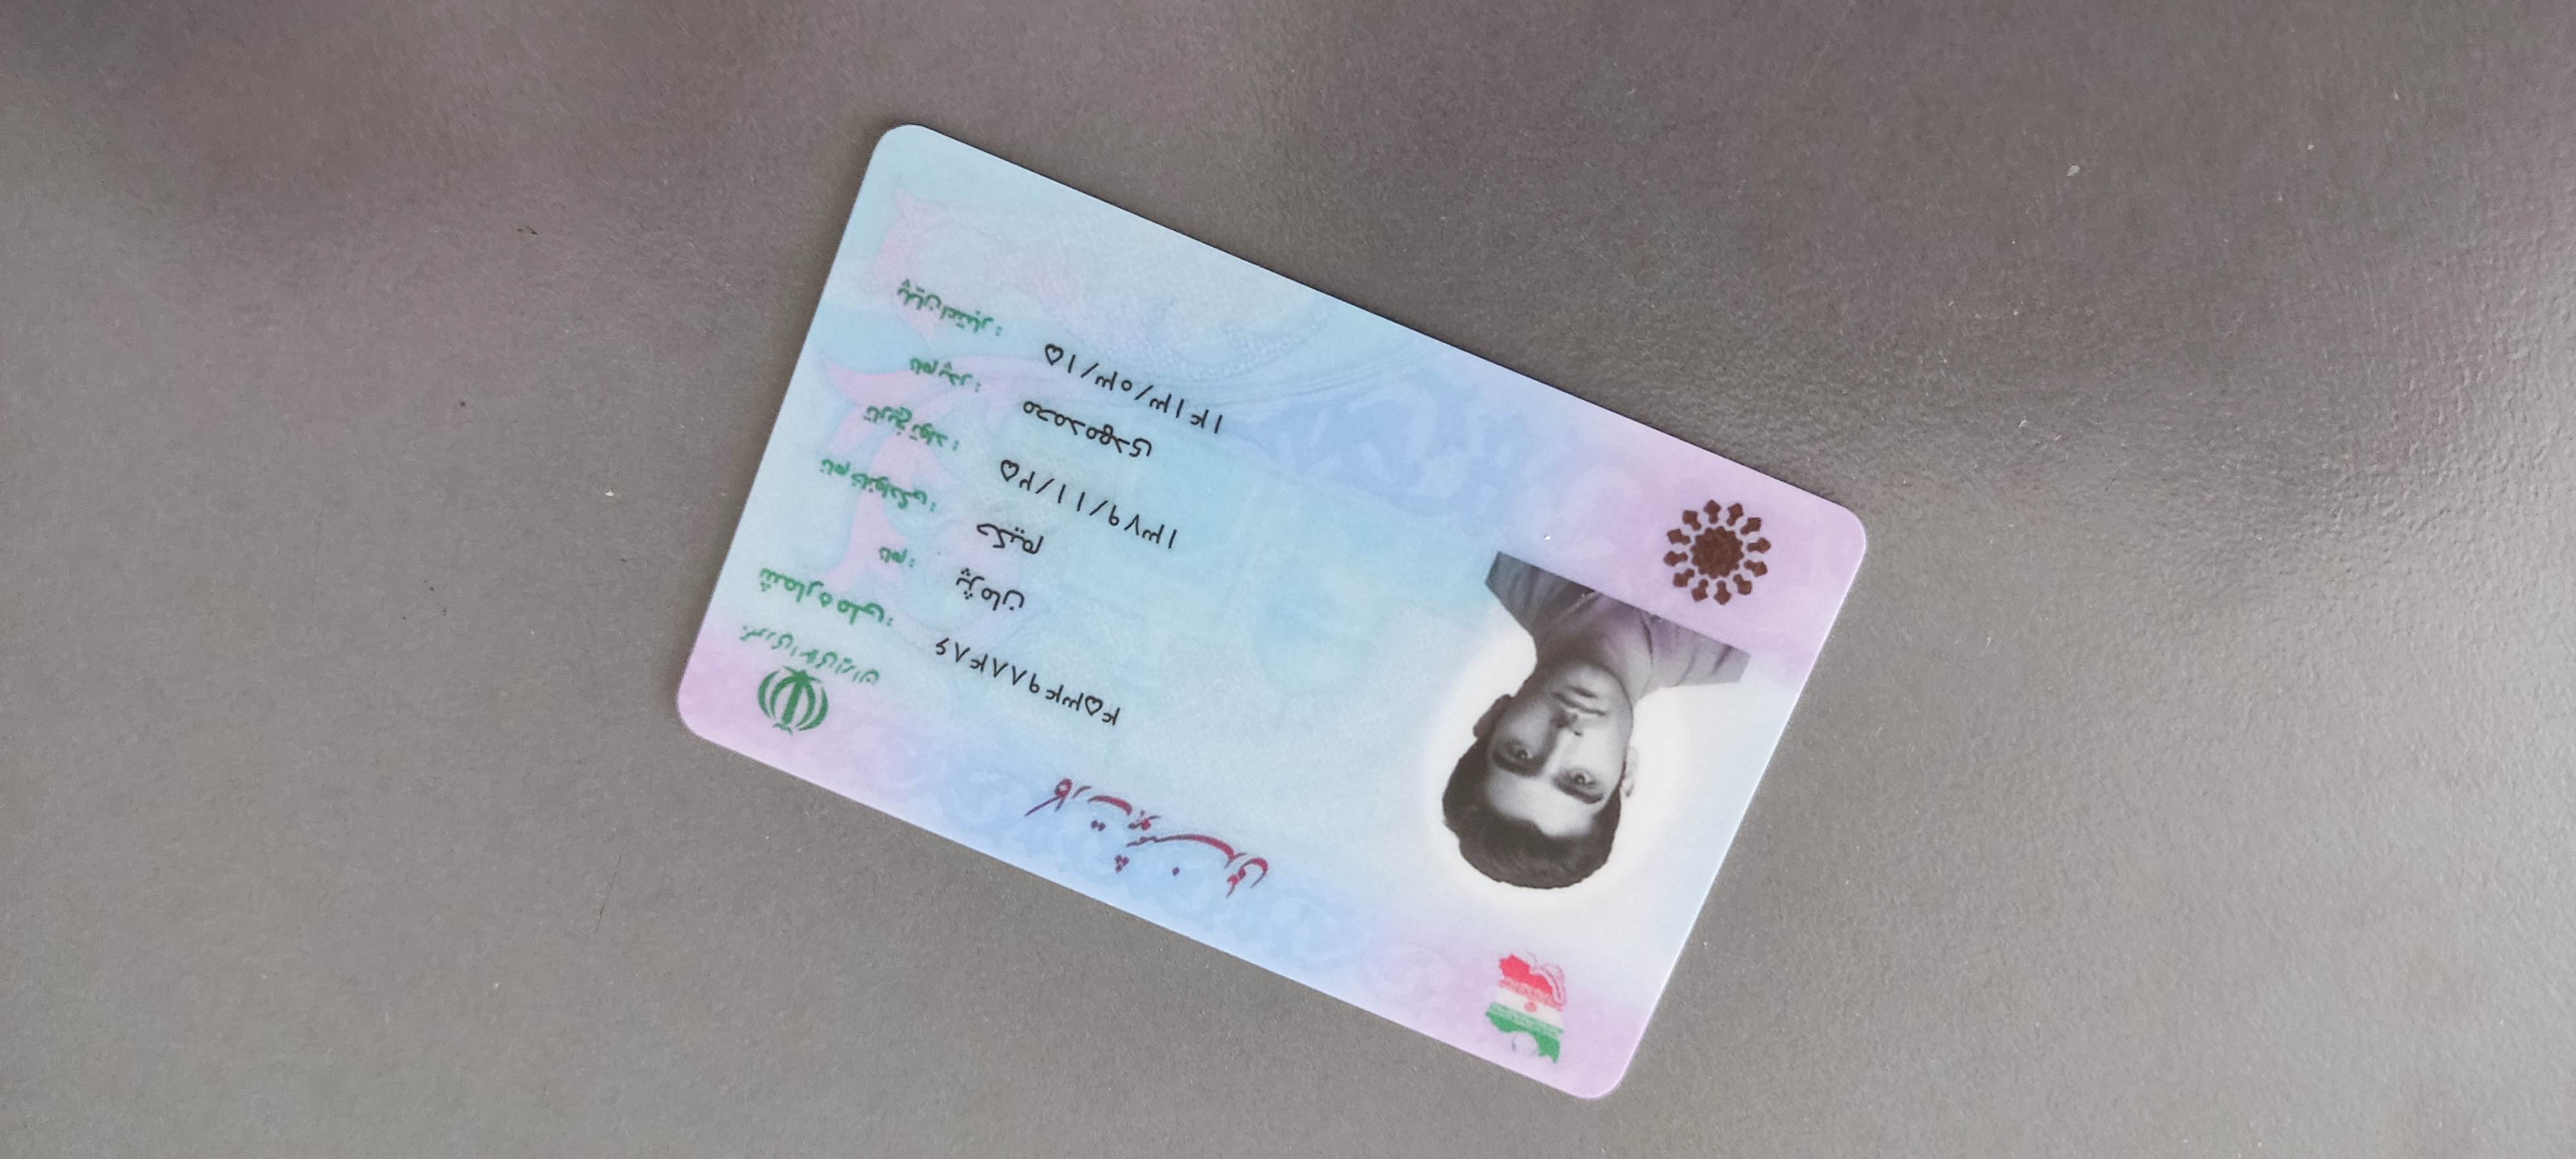 جمهوری اسلامی ایران
کارت هوشمند ملی
شماره ملی: ۴۵۳۴۹۸۸۴۸۶
نام: پژمان
نام خانوادگی: حکیم
تاریخ تولد: ۱۳۷۹/۱۱/۲۵
نام پدر: محمدمهدی
پایان اعتبار: ۱۴۱۳/۰۳/۱۵